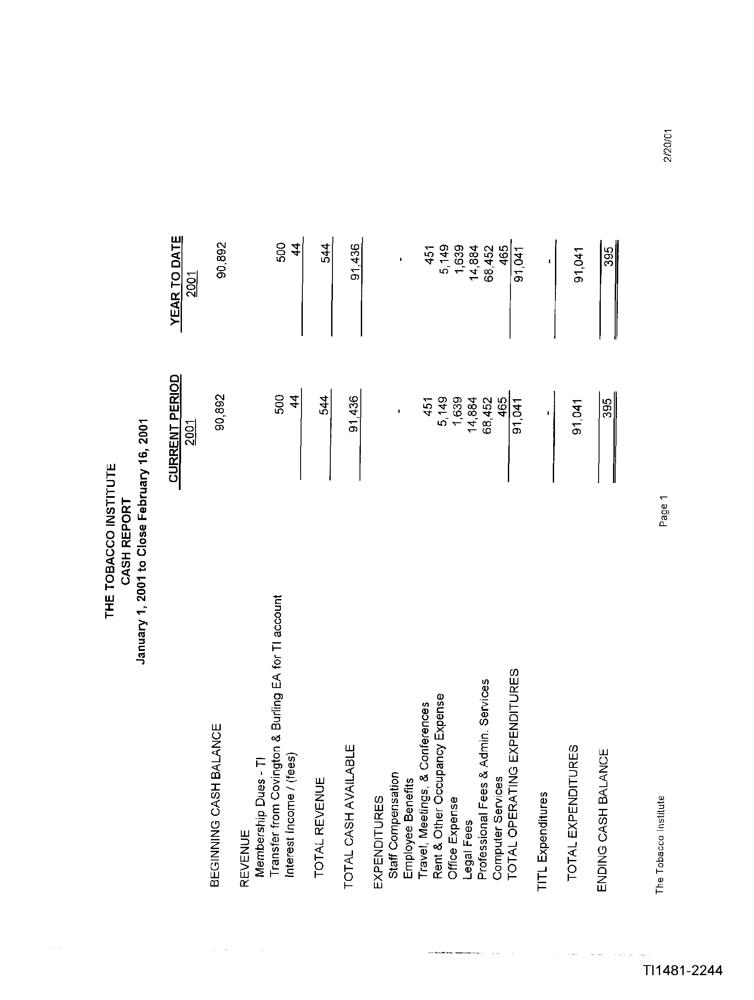 THE TOBACCO INSTITUTE
CASH REPORT
January 1, 2001 to Close February 16, 2001
CURRENT PERIOD YEAR TO DATE
2001 2001
BEGINNING CASH BALANCE 90,892 90,892
REVENUE
Membership Dues - TI
Transfer from Covington & Burling EA for TI account 500 500
Interest Income / (fees) 44 44
TOTAL REVENUE 544 544
TOTAL CASH AVAILABLE 91,436 91,436
EXPENDITURES
Staff Compensation - -
Employee Benefits
Travel, Meetings, & Conferences 451 451
Rent & Other Occupancy Expense 5,149 5,149
Office Expense 1,639 1,639
Legal Fees 14,884 14,884
Professional Fees & Admin. Services 68,452 68,452
Computer Services 465 465
TOTAL OPERATING EXPENDITURES 91,041 91,041
TITL Expenditures - -
TOTAL EXPENDITURES 91,041 91,041
ENDING CASH BALANCE 395 395
The Tobacco Institute Page 1 2/20/01
TI1481-2244